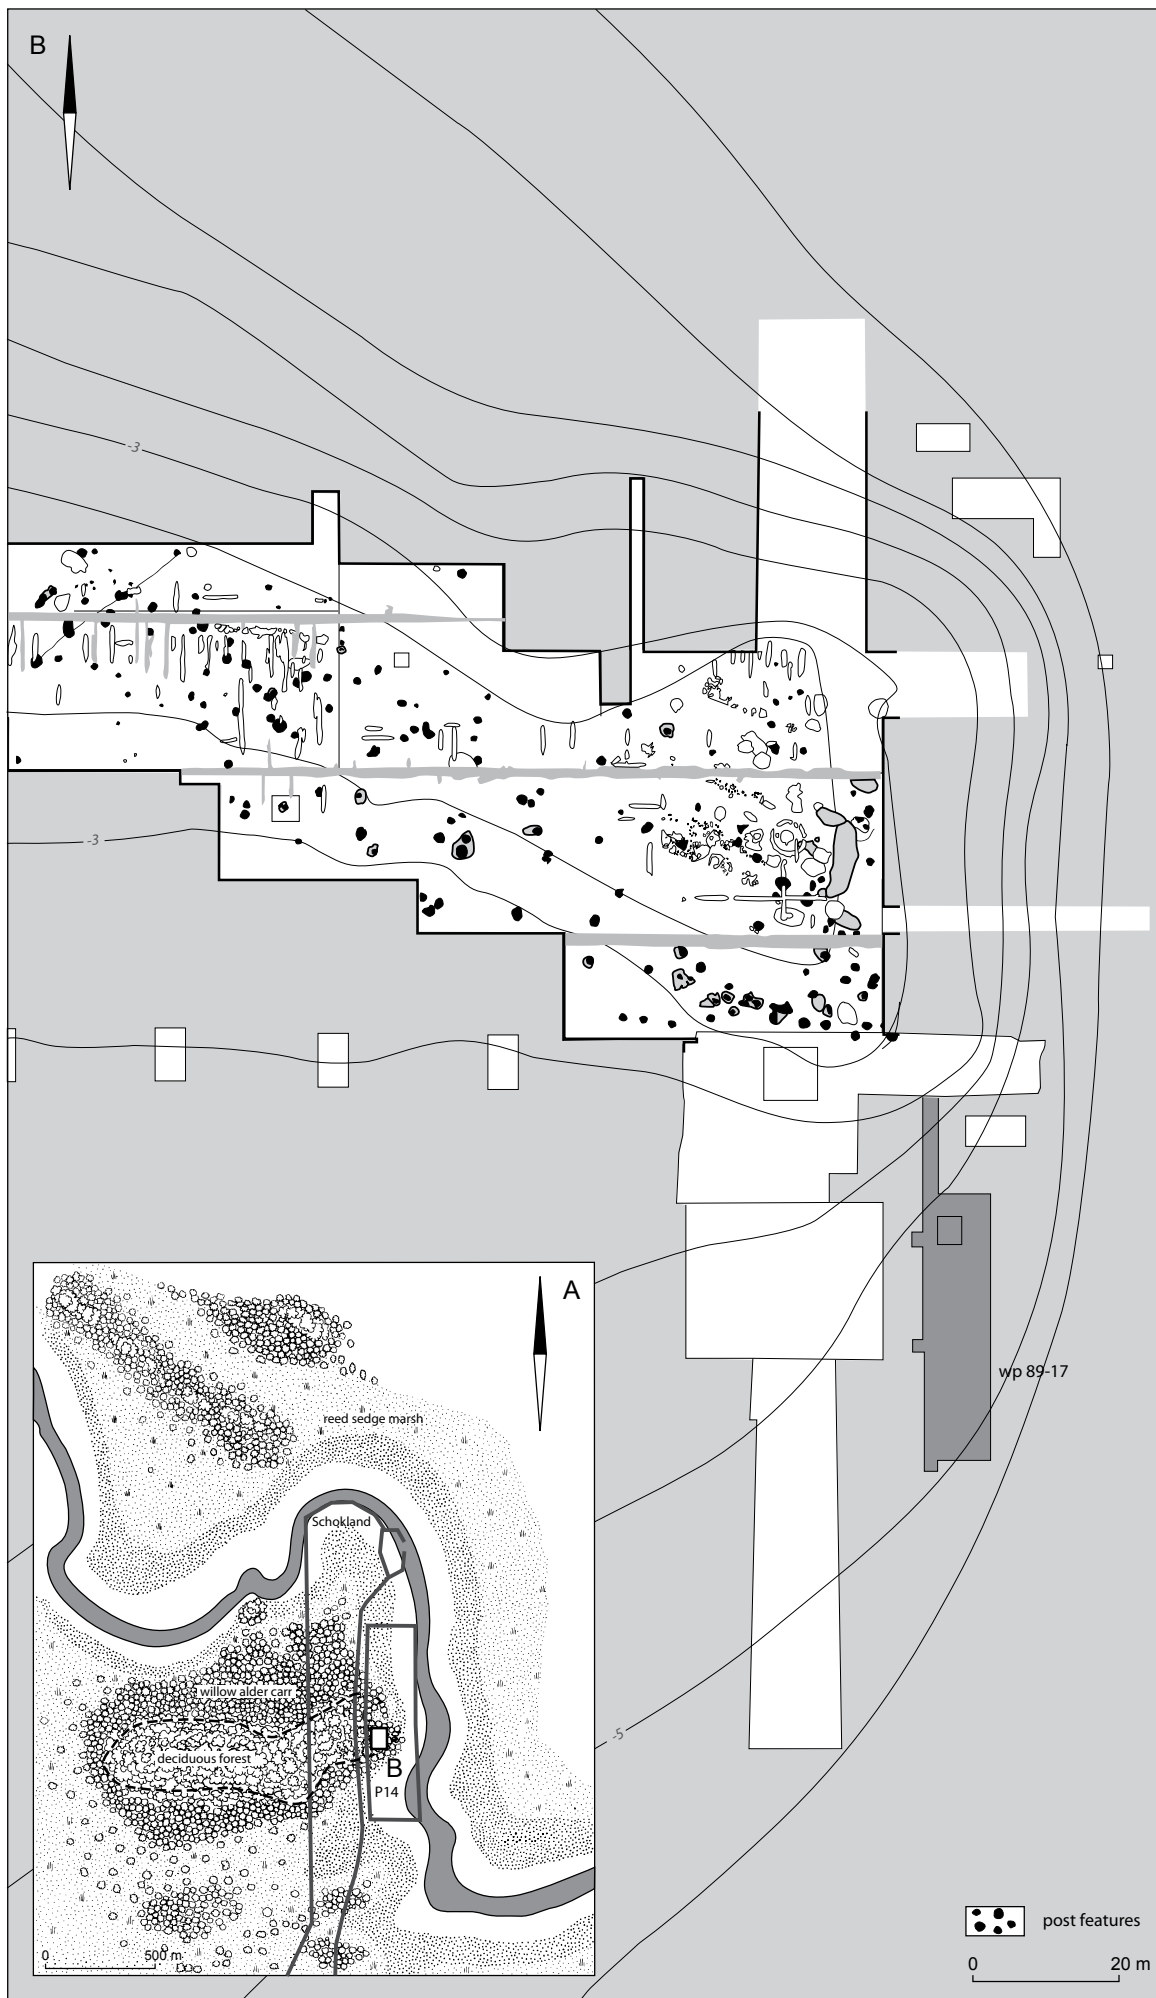 B
-3
-3
A
reed sedge marsh
wp 89-17
Schokland
willow alder carr
deciduous forest
-5
B
P14
0 500 m
post features
0 20 m